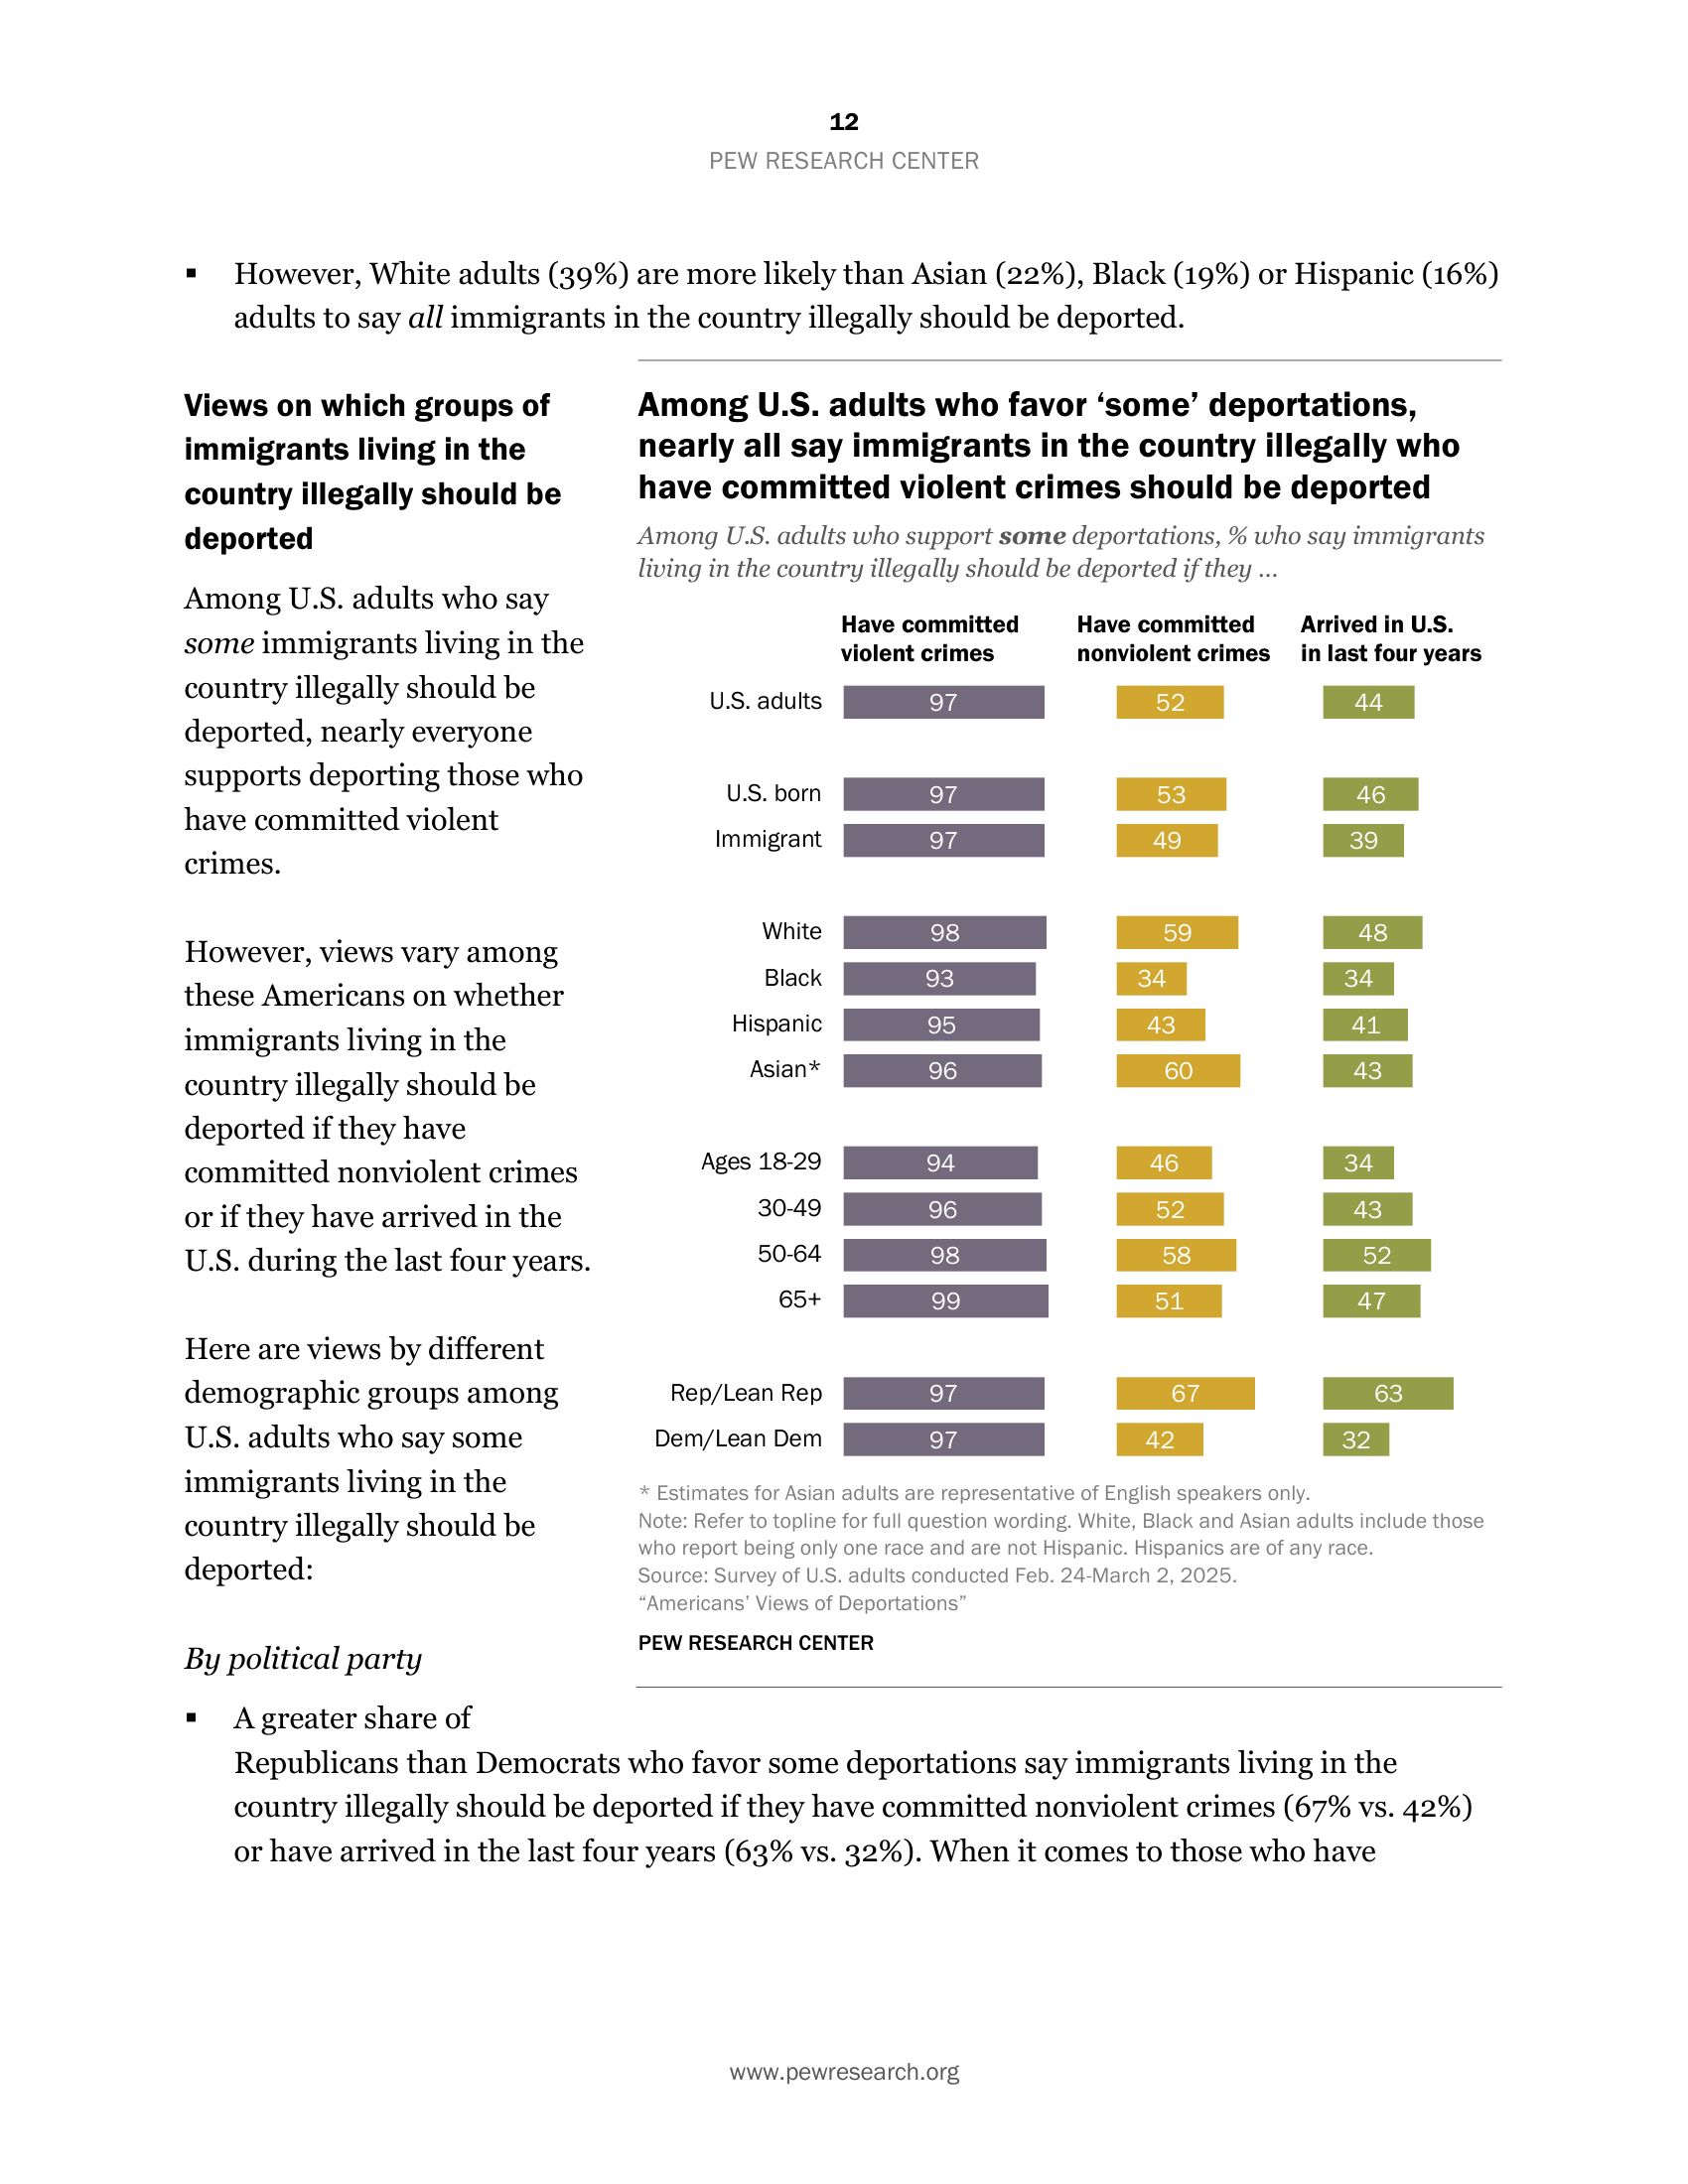 12
PEW RESEARCH CENTER
▪ However, White adults (39%) are more likely than Asian (22%), Black (19%) or Hispanic (16%)
adults to say all immigrants in the country illegally should be deported.
Views on which groups of
immigrants living in the
country illegally should be
deported
Among U.S. adults who say
some immigrants living in the
country illegally should be
deported, nearly everyone
supports deporting those who
have committed violent
crimes.
However, views vary among
these Americans on whether
immigrants living in the
country illegally should be
deported if they have
committed nonviolent crimes
or if they have arrived in the
U.S. during the last four years.
Here are views by different
demographic groups among
U.S. adults who say some
immigrants living in the
country illegally should be
deported:
Among U.S. adults who favor ‘some’ deportations,
nearly all say immigrants in the country illegally who
have committed violent crimes should be deported
Among U.S. adults who support some deportations, % who say immigrants
living in the country illegally should be deported if they ...
Have committed violent crimes
Have committed nonviolent crimes
Arrived in U.S. in last four years
U.S. adults 97 52 44
U.S. born 97 53 46
Immigrant 97 49 39
White 98 59 48
Black 93 34 34
Hispanic 95 43 41
Asian* 96 60 43
Ages 18-29 94 46 34
30-49 96 52 43
50-64 98 58 52
65+ 99 51 47
Rep/Lean Rep 97 67 63
Dem/Lean Dem 97 42 32
* Estimates for Asian adults are representative of English speakers only.
Note: Refer to topline for full question wording. White, Black and Asian adults include those
who report being only one race and are not Hispanic. Hispanics are of any race.
Source: Survey of U.S. adults conducted Feb. 24-March 2, 2025.
“Americans’ Views of Deportations”
PEW RESEARCH CENTER
By political party
▪ A greater share of
Republicans than Democrats who favor some deportations say immigrants living in the
country illegally should be deported if they have committed nonviolent crimes (67% vs. 42%)
or have arrived in the last four years (63% vs. 32%). When it comes to those who have
www.pewresearch.org